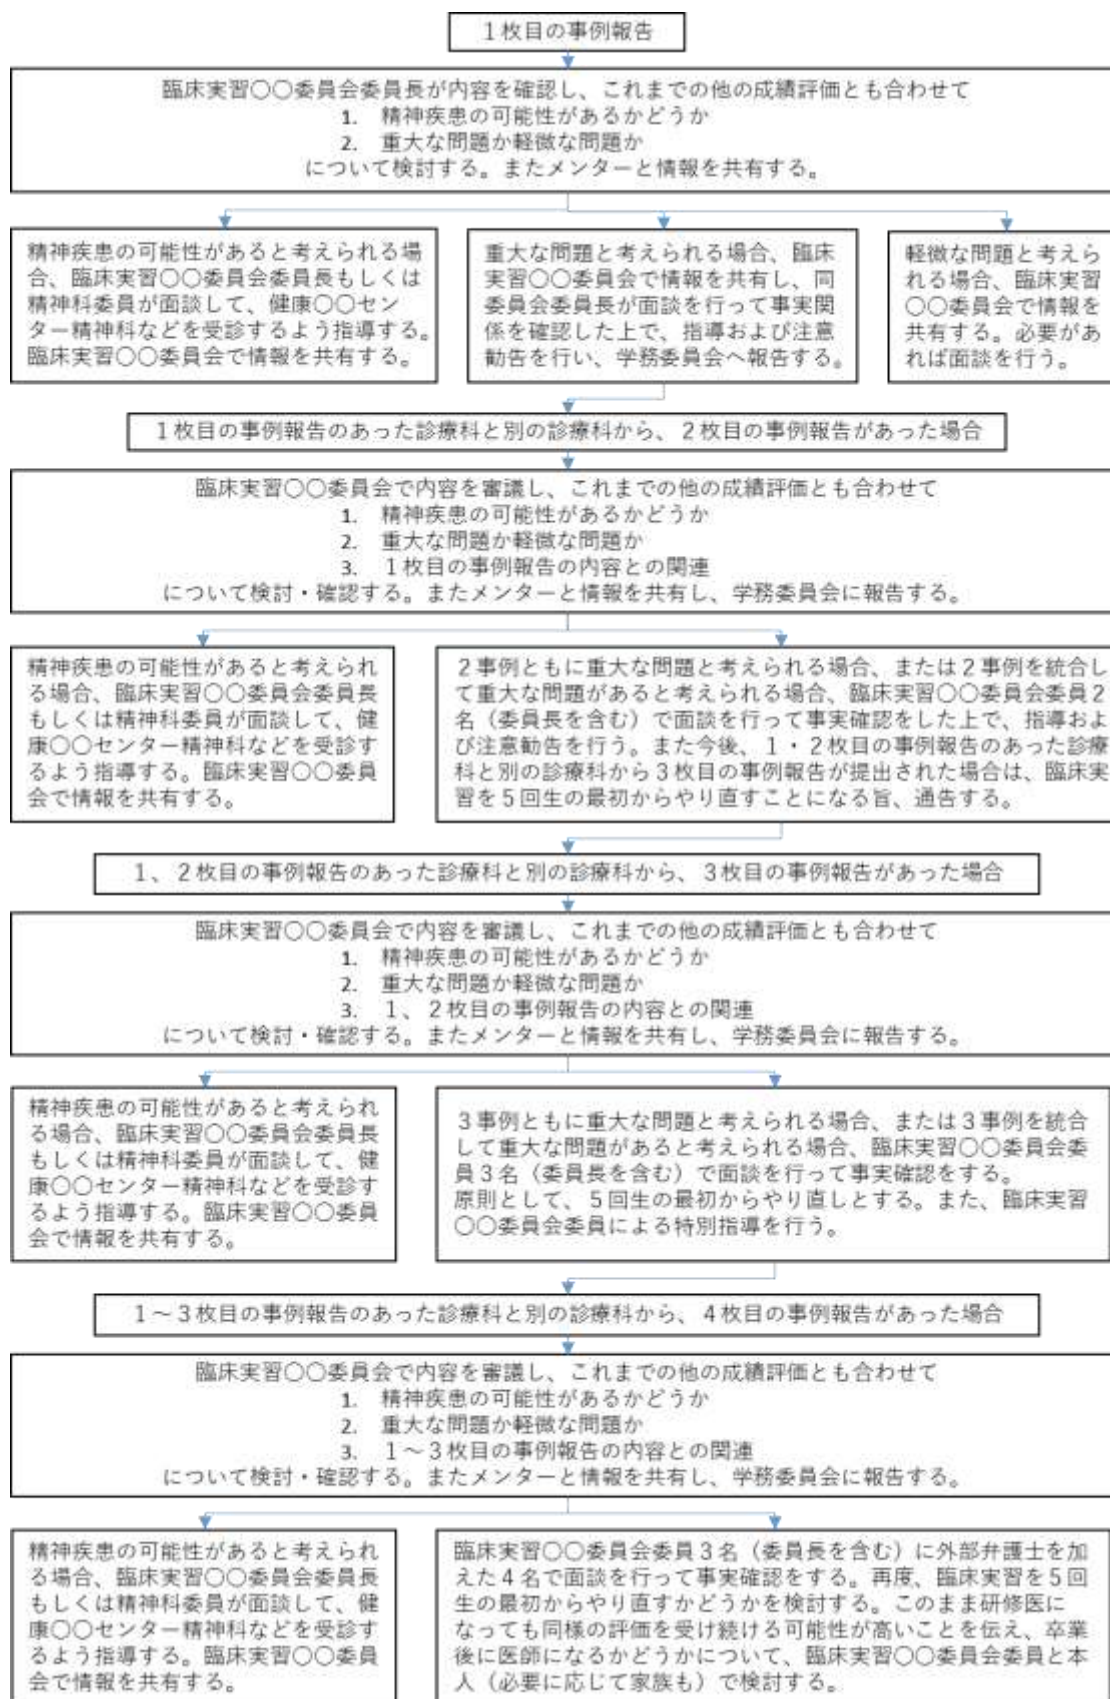 1枚目の事例報告
臨床実習〇〇委員会委員長が内容を確認し、これまでの他の成績評価とも合わせて
1. 精神疾患の可能性があるかどうか
2. 重大な問題か軽微な問題か
について検討する。またメンターと情報を共有する。
精神疾患の可能性があると考えられる場
合、臨床実習〇〇委員会委員長もしくは
精神科委員が面談して、健康〇〇セン
ター精神科などを受診するよう指導する。
臨床実習〇〇委員会で情報を共有する。
重大な問題と考えられる場合、臨床
実習〇〇委員会で情報を共有し、同
委員会委員長が面談を行って事実関
係を確認した上で、指導および注意
勧告を行い、学務委員会へ報告する。
軽微な問題と考えら
れる場合、臨床実習
〇〇委員会で情報を
共有する。必要があ
れば面談を行う。
1枚目の事例報告のあった診療科と別の診療科から、2枚目の事例報告があった場合
臨床実習〇〇委員会で内容を審議し、これまでの他の成績評価とも合わせて
1. 精神疾患の可能性があるかどうか
2. 重大な問題か軽微な問題か
3. 1枚目の事例報告の内容との関連
について検討・確認する。またメンターと情報を共有し、学務委員会に報告する。
精神疾患の可能性があると考えられ
る場合、臨床実習〇〇委員会委員長
もしくは精神科委員が面談して、健
康〇〇センター精神科などを受診す
るよう指導する。臨床実習〇〇委員
会で情報を共有する。
2事例ともに重大な問題と考えられる場合、または2事例を統合し
て重大な問題があると考えられる場合、臨床実習〇〇委員会委員2
名（委員長を含む）で面談を行って事実確認をした上で、指導およ
び注意勧告を行う。また今後、1・2枚目の事例報告のあった診療
科と別の診療科から3枚目の事例報告が提出された場合は、臨床実
習を5回生の最初からやり直すことになる旨、通告する。
1、2枚目の事例報告のあった診療科と別の診療科から、3枚目の事例報告があった場合
臨床実習〇〇委員会で内容を審議し、これまでの他の成績評価とも合わせて
1. 精神疾患の可能性があるかどうか
2. 重大な問題か軽微な問題か
3. 1、2枚目の事例報告の内容との関連
について検討・確認する。またメンターと情報を共有し、学務委員会に報告する。
精神疾患の可能性があると考えられ
る場合、臨床実習〇〇委員会委員長
もしくは精神科委員が面談して、健
康〇〇センター精神科などを受診す
るよう指導する。臨床実習〇〇委員
会で情報を共有する。
3事例ともに重大な問題と考えられる場合、または3事例を統合
して重大な問題があると考えられる場合、臨床実習〇〇委員会委
員3名（委員長を含む）で面談を行って事実確認をする。
原則として、5回生の最初からやり直しとする。また、臨床実習
〇〇委員会委員による特別指導を行う。
1～3枚目の事例報告のあった診療科と別の診療科から、4枚目の事例報告があった場合
臨床実習〇〇委員会で内容を審議し、これまでの他の成績評価とも合わせて
1. 精神疾患の可能性があるかどうか
2. 重大な問題か軽微な問題か
3. 1～3枚目の事例報告の内容との関連
について検討・確認する。またメンターと情報を共有し、学務委員会に報告する。
精神疾患の可能性があると考えられ
る場合、臨床実習〇〇委員会委員長
もしくは精神科委員が面談して、健
康〇〇センター精神科などを受診す
るよう指導する。臨床実習〇〇委員
会で情報を共有する。
臨床実習〇〇委員会委員3名（委員長を含む）に外部弁護士を加
えた4名で面談を行って事実確認をする。再度、臨床実習を5回
生の最初からやり直すかどうかを検討する。このまま研修医に
なっても同様の評価を受け続ける可能性が高いことを伝え、卒業
後に医師になるかどうかについて、臨床実習〇〇委員会委員と本
人（必要に応じて家族も）で検討する。